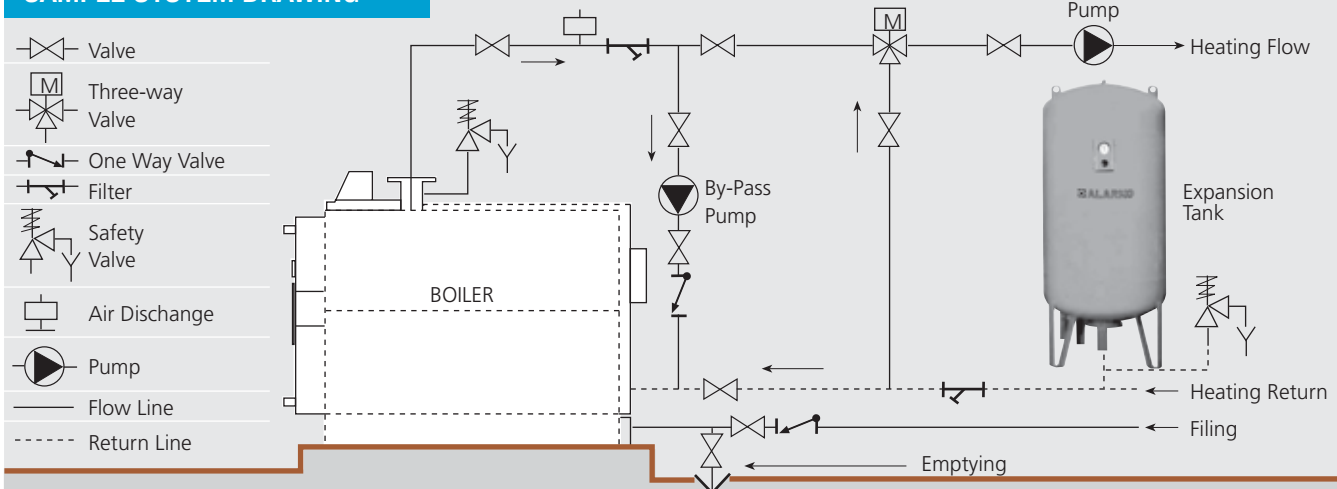 SAMPLE SYSTEM DRAWING
Valve
M
Three-way
Valve
One Way Valve
Filter
Safety
Valve
Air Dischange
Pump
Flow Line
Return Line
BOILER
By-Pass
Pump
M
Pump
Heating Flow
ALARKO
Expansion
Tank
Heating Return
Filing
Emptying